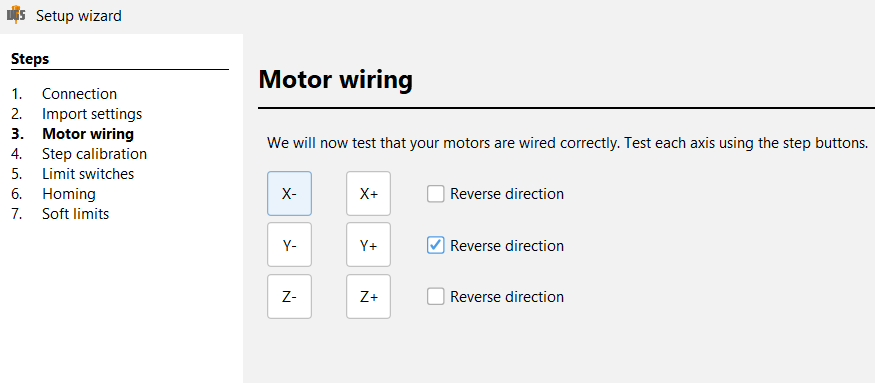 UGS Setup wizard
Steps
1. Connection
2. Import settings
3. Motor wiring
4. Step calibration
5. Limit switches
6. Homing
7. Soft limits
Motor wiring
We will now test that your motors are wired correctly. Test each axis using the step buttons.
X- X+ Reverse direction
Y- Y+ Reverse direction
Z- Z+ Reverse direction